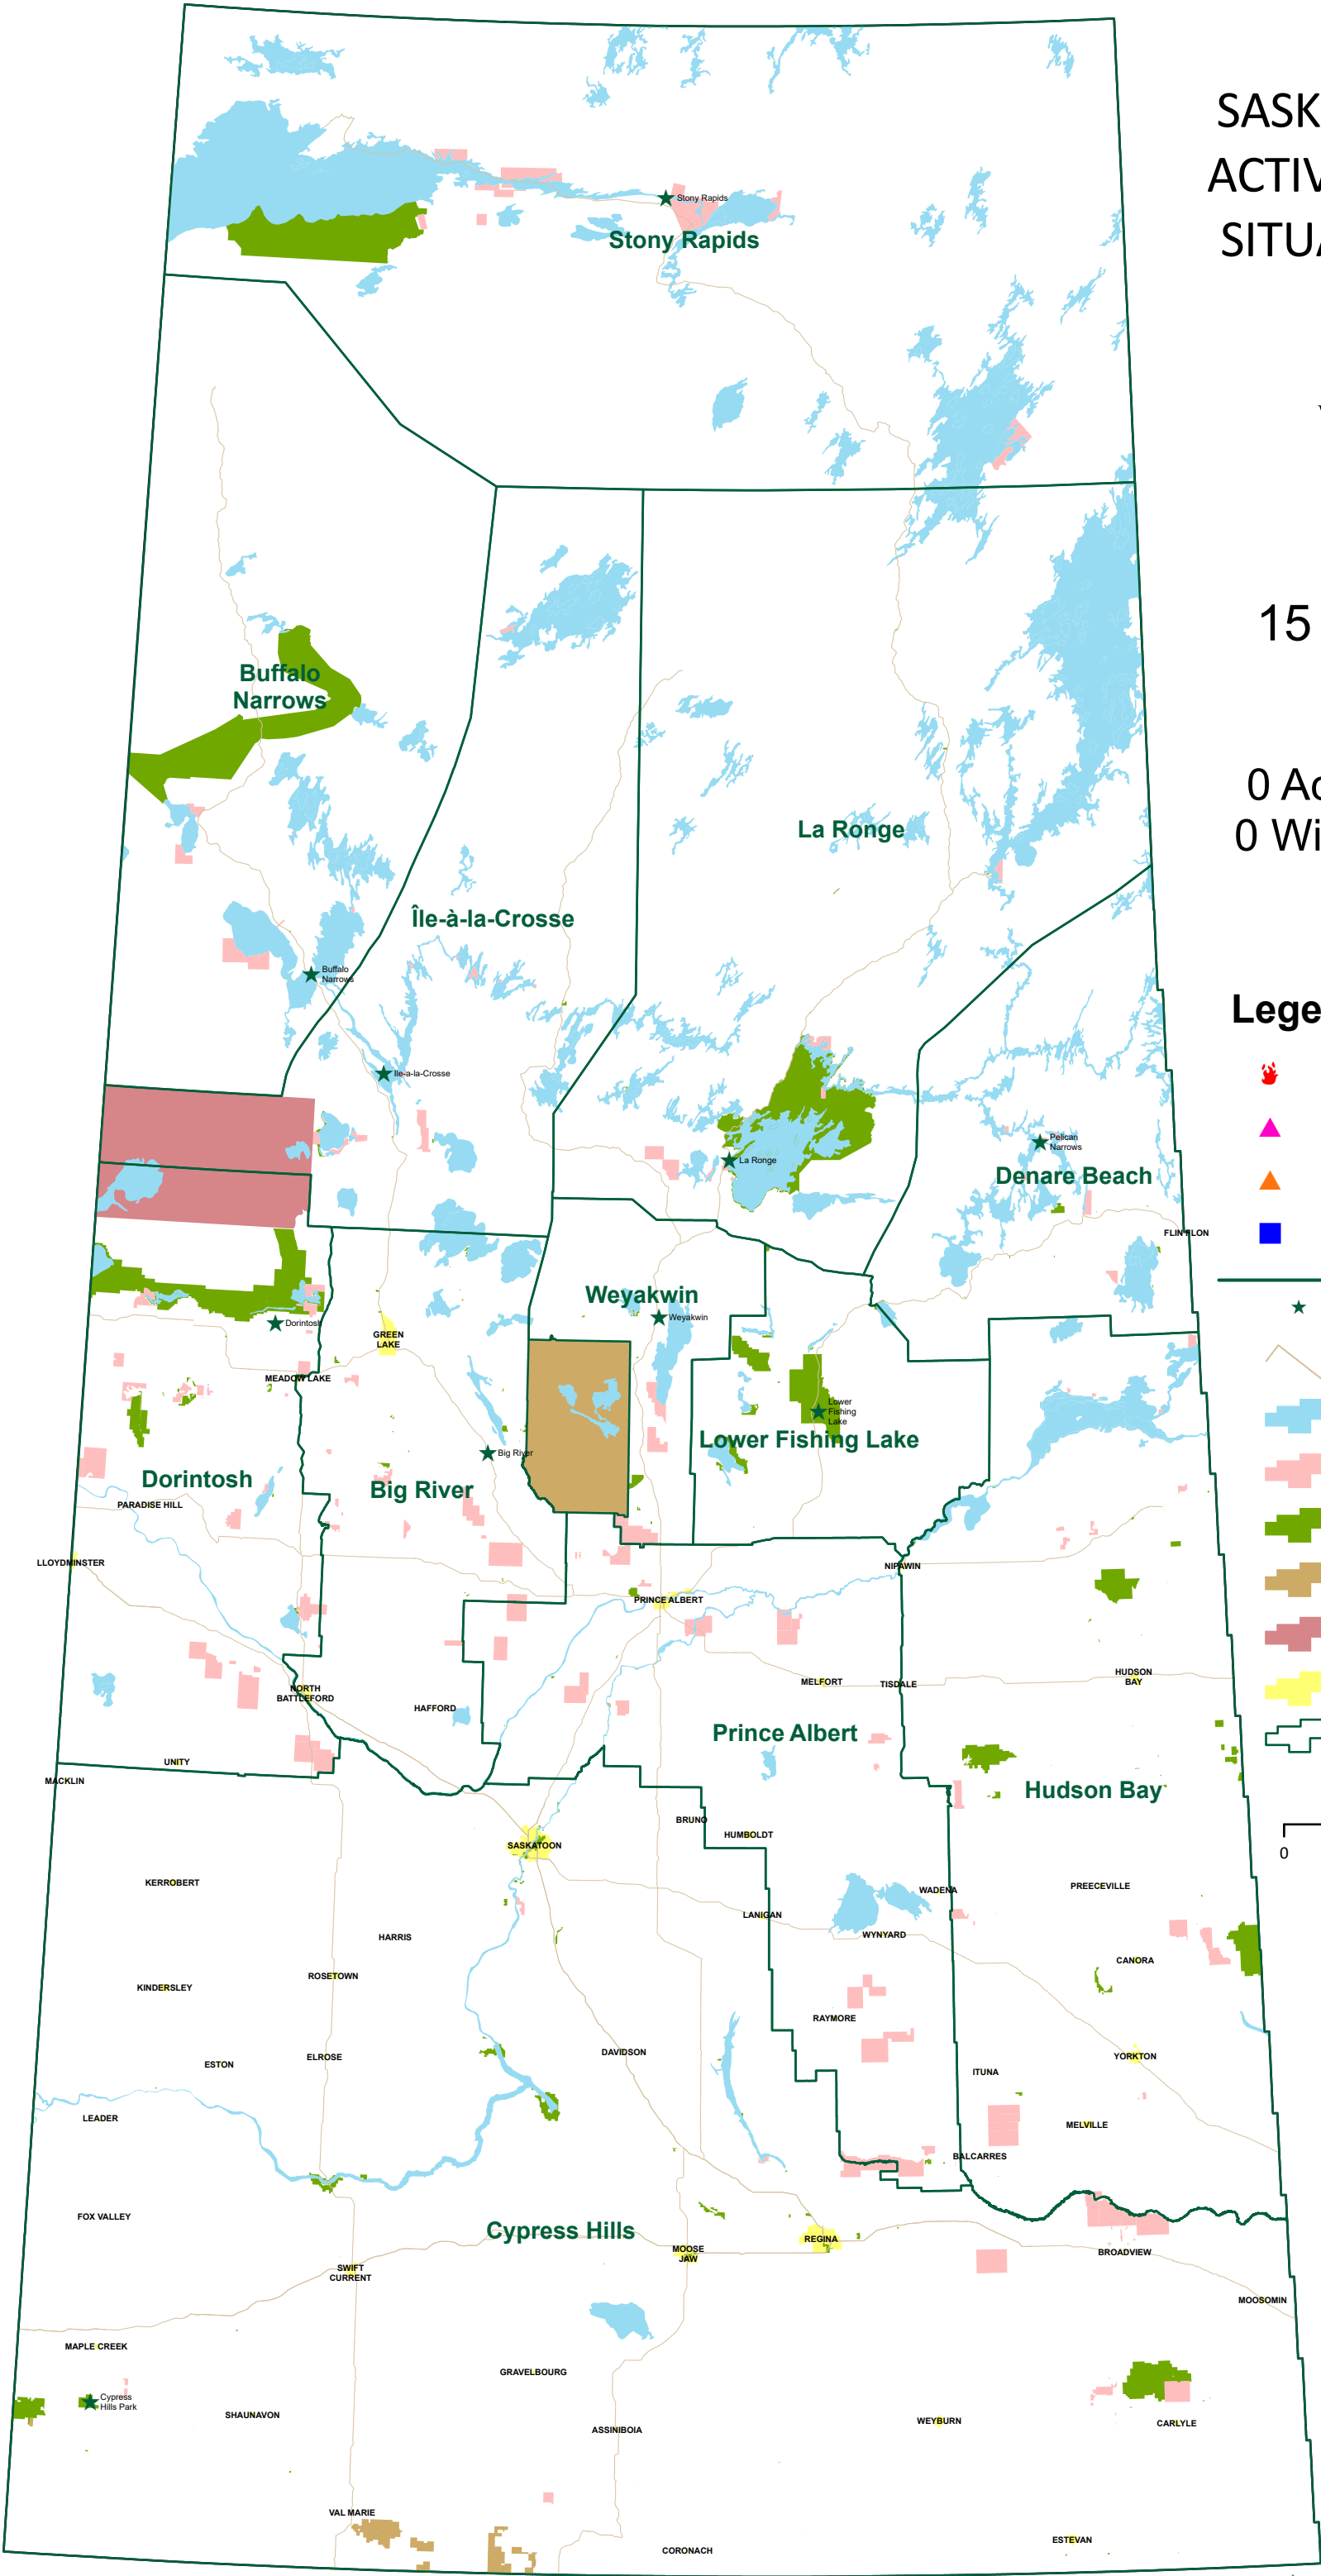 SASK
ACTIV
SITUA
Stony Rapids
Stony Rapids
15
Buffalo
Narrows
0 Ac
0 Wi
La Ronge
Île-à-la-Crosse
Buffalo
Narrows
Lege
Ile-a-la-Crosse
Pelican
Narrows
La Ronge
Denare Beach
FLIN FLON
Weyakwin
Weyakwin
Dorintosh
GREEN
LAKE
MEADOW LAKE
Lower
Fishing
Lake
Lower Fishing Lake
Big River
Dorintosh
Big River
PARADISE HILL
LLOYDMINSTER
NIPAWIN
PRINCE ALBERT
HUDSON
BAY
MELFORT
TISDALE
NORTH
BATTLEFORD
HAFFORD
Prince Albert
UNITY
MACKLIN
Hudson Bay
BRUNO
HUMBOLDT
SASKATOON
0
KERROBERT
PREECEVILLE
WADENA
LANIGAN
WYNYARD
HARRIS
CANORA
ROSETOWN
KINDERSLEY
RAYMORE
DAVIDSON
YORKTON
ELROSE
ESTON
ITUNA
LEADER
MELVILLE
BALCARRES
FOX VALLEY
Cypress Hills
REGINA
MOOSE
JAW
BROADVIEW
SWIFT
CURRENT
MOOSOMIN
MAPLE CREEK
GRAVELBOURG
Cypress
Hills Park
SHAUNAVON
ASSINIBOIA
WEYBURN
CARLYLE
VAL MARIE
CORONACH
ESTEVAN